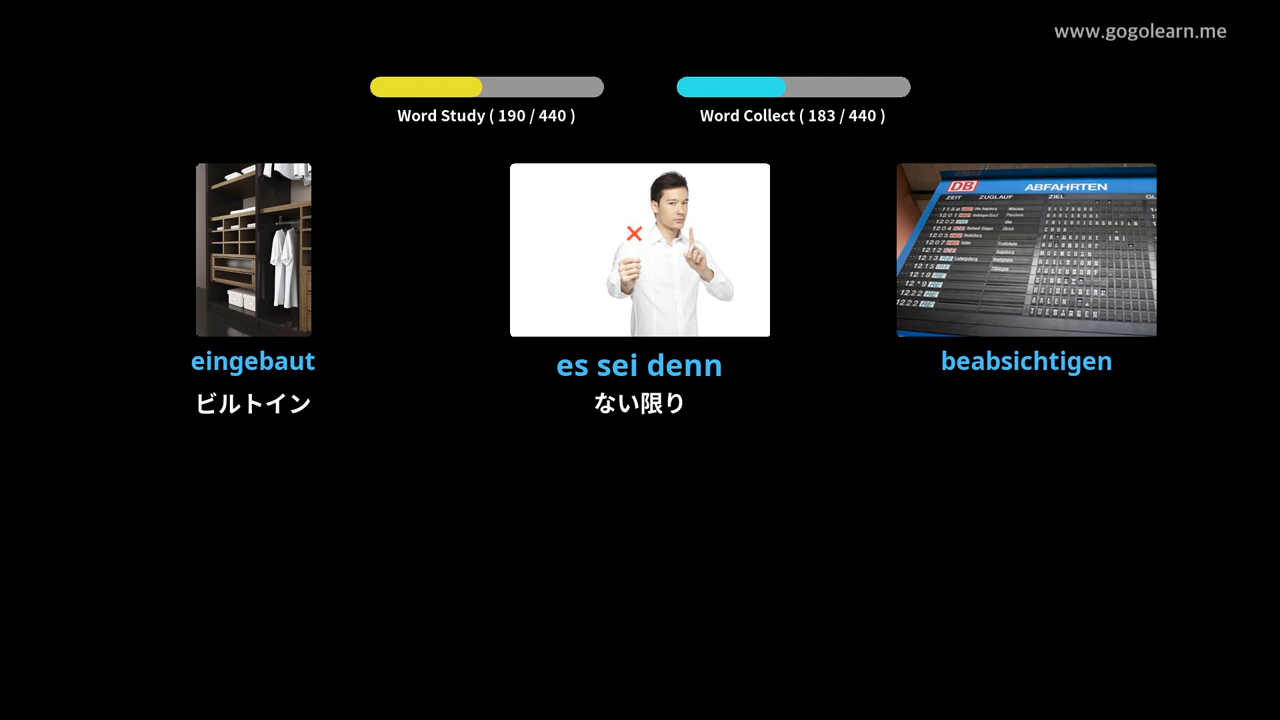 www.gogolearn.me
Word Study ( 190 / 440 )
Word Collect ( 183 / 440 )
DB ABFAHRTEN
ZEIT ZUGLAUF ZIEL
eingebaut
es sei denn
beabsichtigen
ビルトイン
ない限り